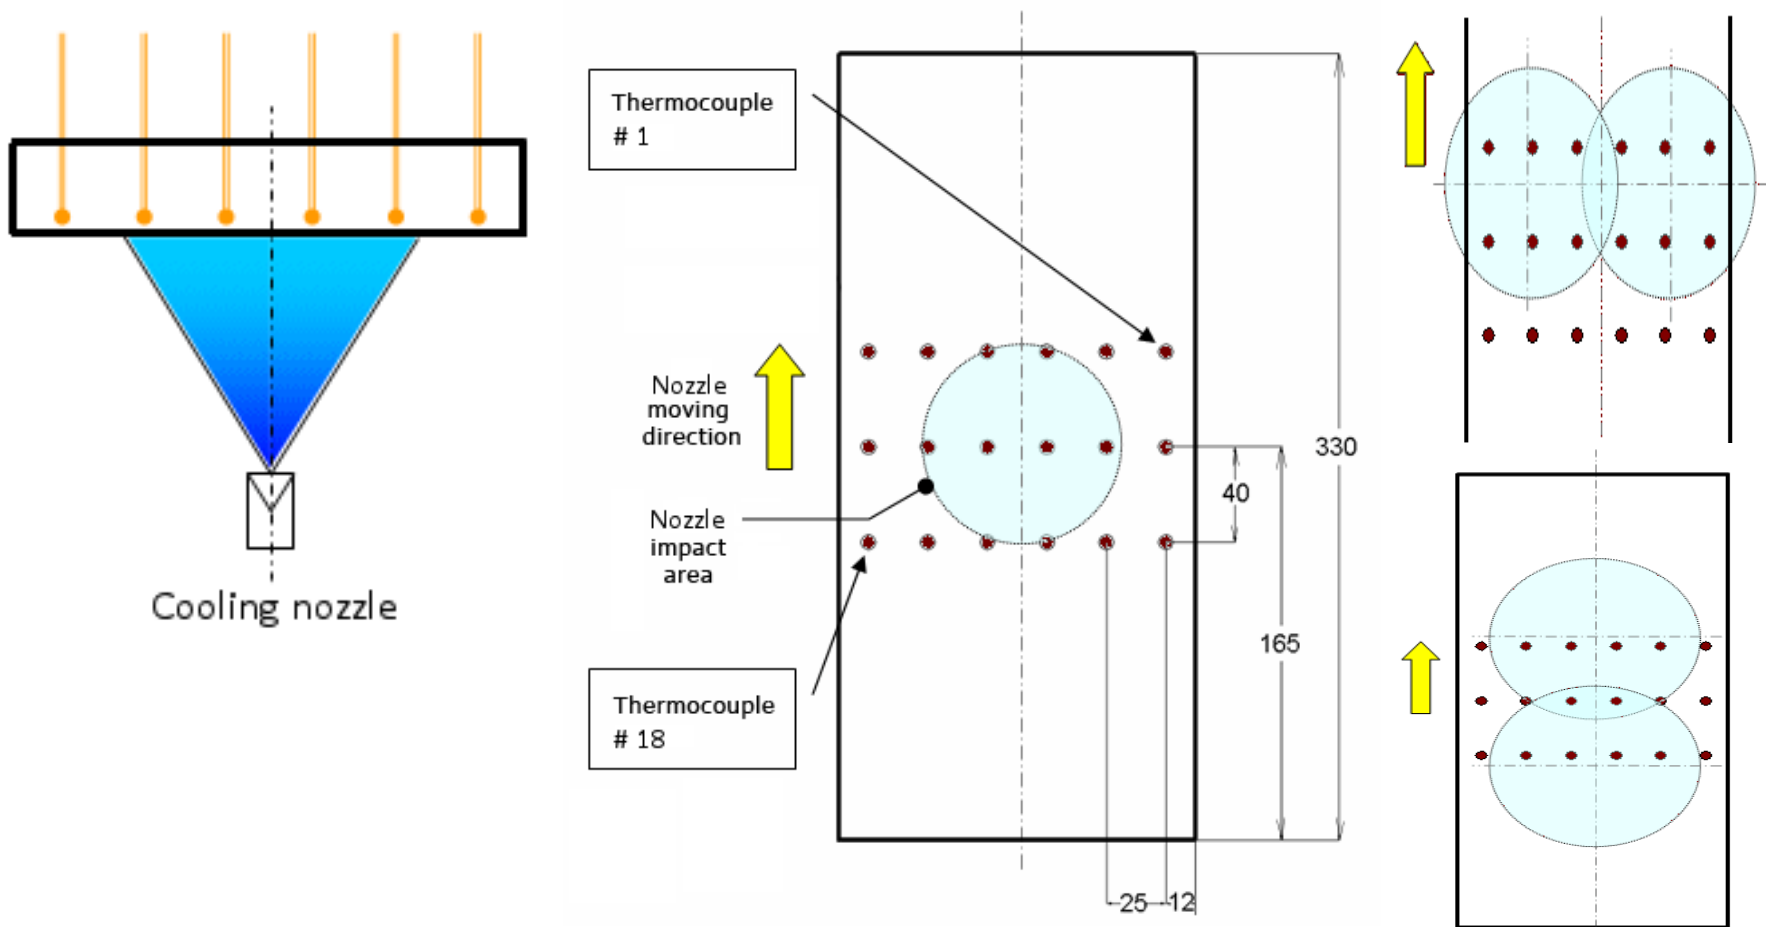 Cooling nozzle
Thermocouple
# 1
Nozzle
moving
direction
Nozzle
impact
area
Thermocouple
# 18
330
40
165
25
12